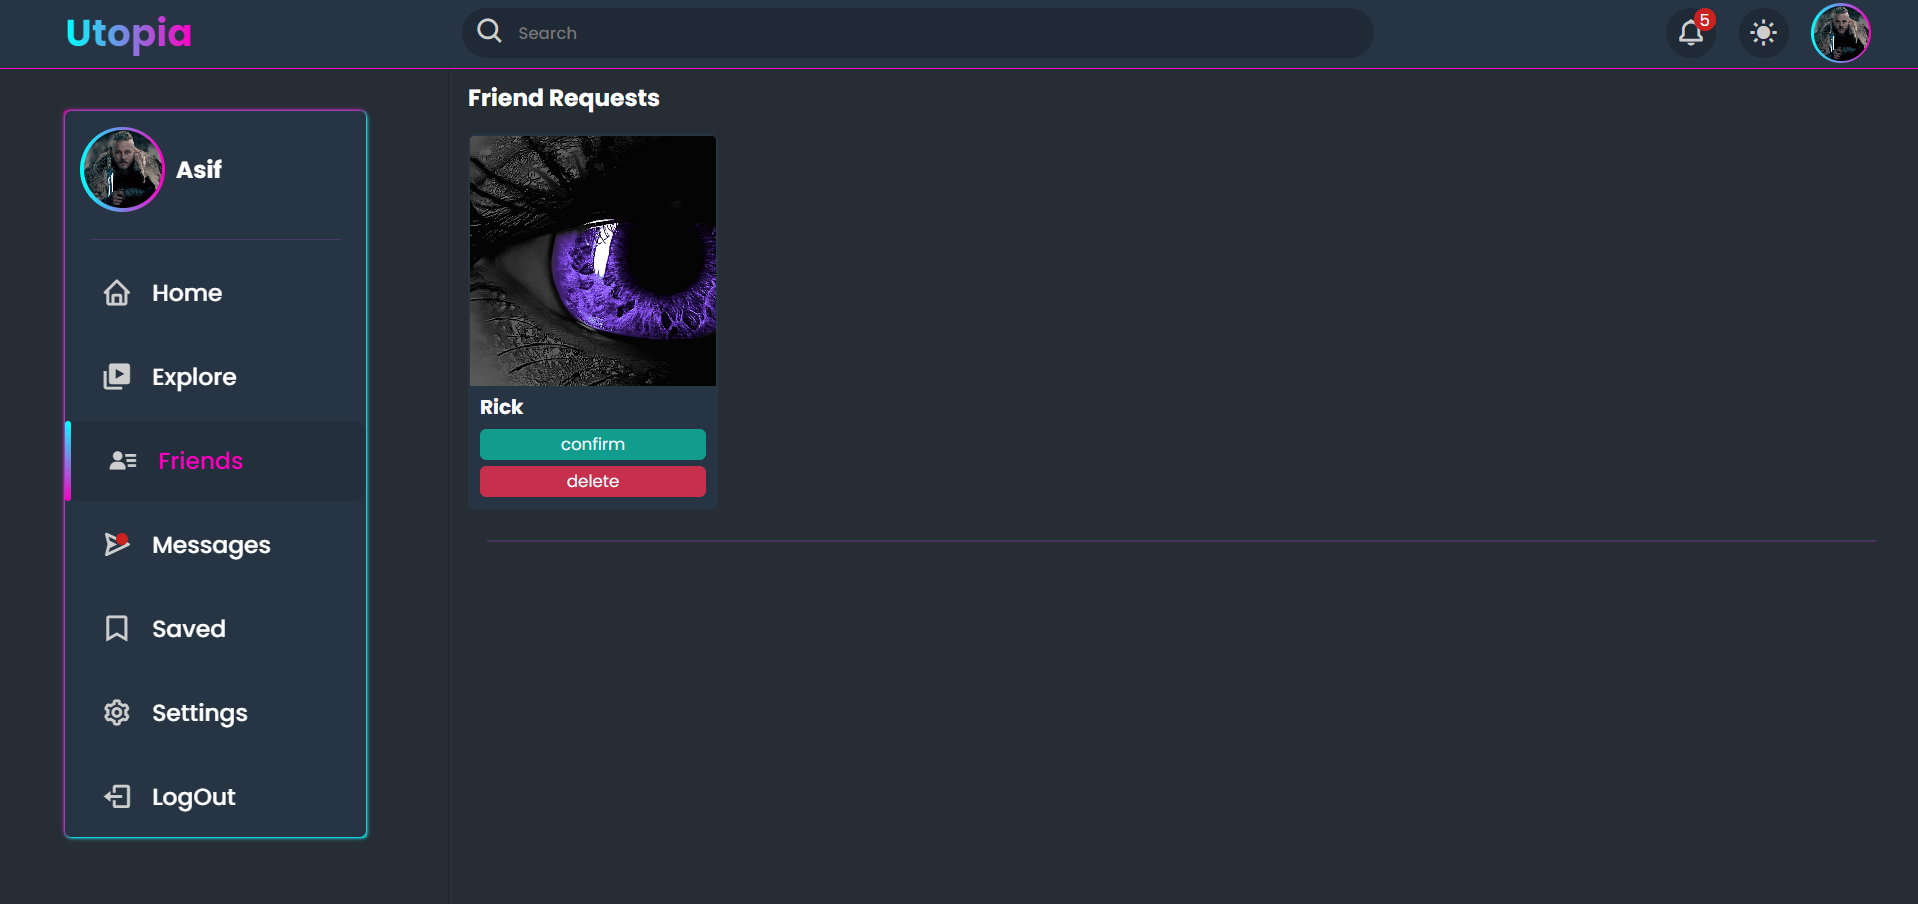 Utopia
Search
5
Asif
Home
Explore
Friends
Messages
Saved
Settings
LogOut
Friend Requests
Rick
confirm
delete